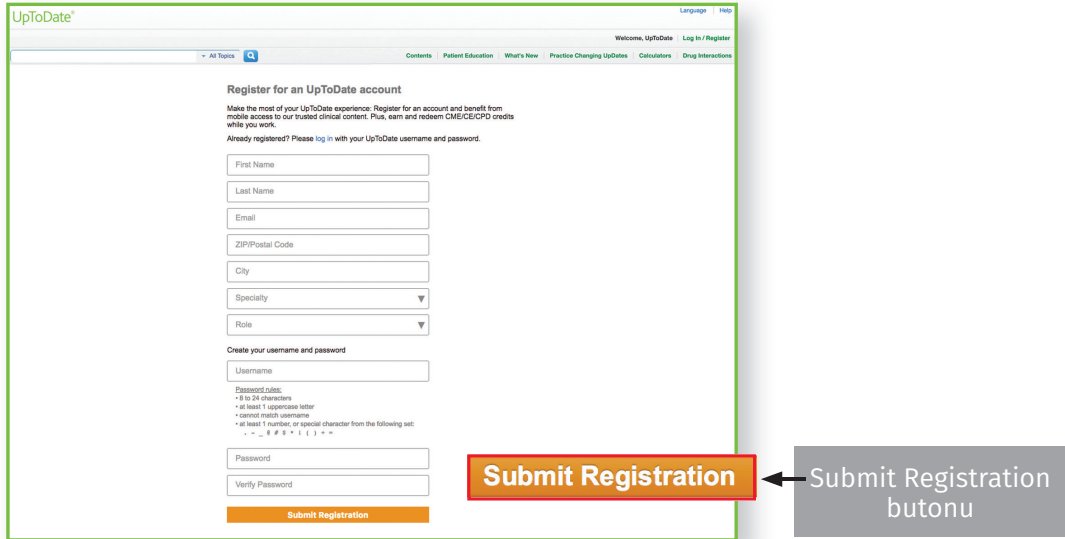 UpToDate®
Language | Help
Welcome, UpToDate | Log In / Register
All Topics
Contents | Patient Education | What's New | Practice Changing UpDates | Calculators | Drug Interactions
Register for an UpToDate account
Make the most of your UpToDate experience: Register for an account and benefit from
mobile access to our trusted clinical content. Plus, earn and redeem CME/CE/CPD credits
while you work.
Already registered? Please log in with your UpToDate username and password.
First Name
Last Name
Email
ZIP/Postal Code
City
Specialty
Role
Create your username and password
Username
Password rules:
• 8 to 24 characters
• at least 1 uppercase letter
• cannot match username
• at least 1 number, or special character from the following set:
Password
Verify Password
Submit Registration
Submit Registration
Submit Registration
butonu